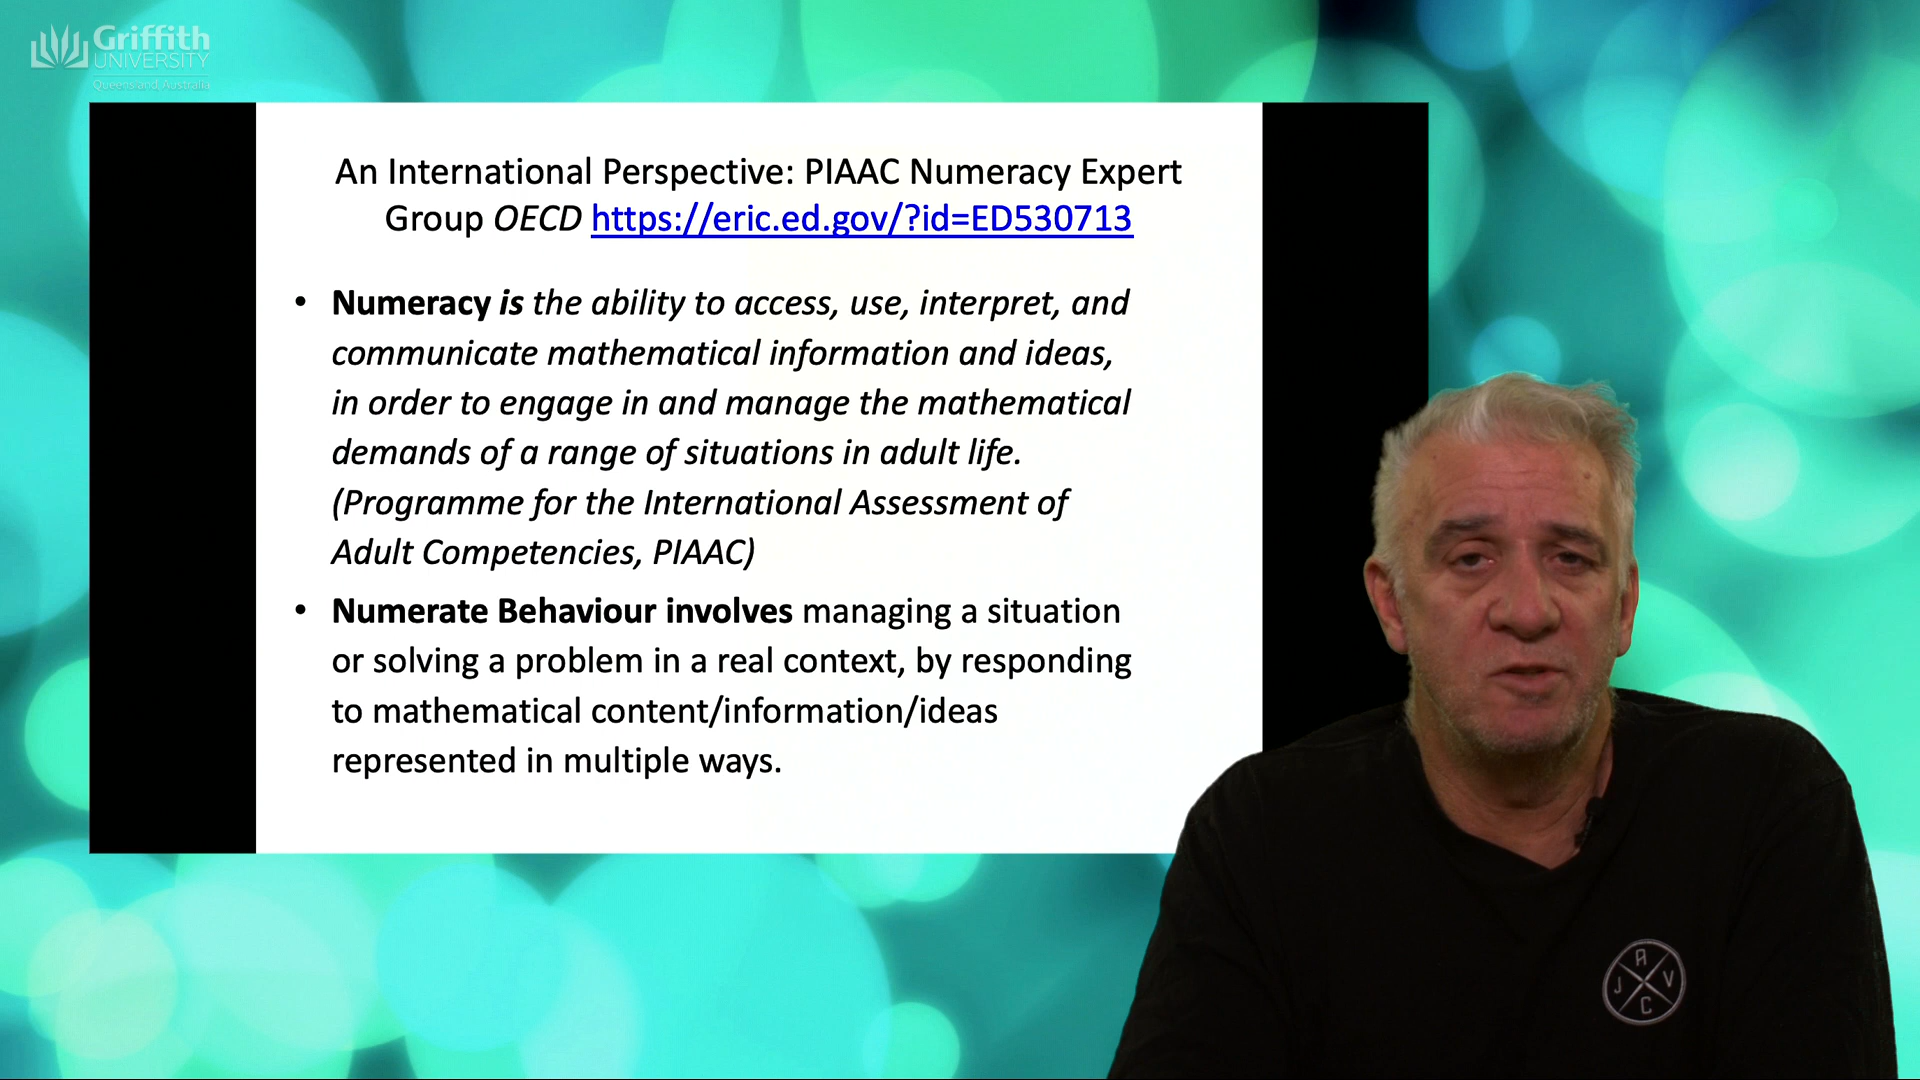 Griffith
UNIVERSITY
Queensland, Australia
An International Perspective: PIAAC Numeracy Expert
Group OECD https://eric.ed.gov/?id=ED530713
• Numeracy is the ability to access, use, interpret, and
communicate mathematical information and ideas,
in order to engage in and manage the mathematical
demands of a range of situations in adult life.
(Programme for the International Assessment of
Adult Competencies, PIAAC)
• Numerate Behaviour involves managing a situation
or solving a problem in a real context, by responding
to mathematical content/information/ideas
represented in multiple ways.
A
J V
C